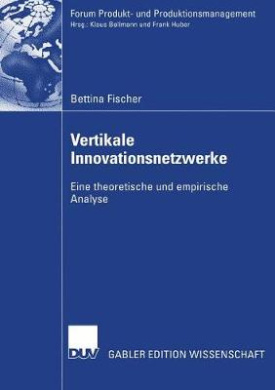 Forum Produkt- und Produktionsmanagement
Hrsg.: Klaus Bellmann und Frank Huber
Bettina Fischer
Vertikale
Innovationsnetzwerke
Eine theoretische und empirische
Analyse
DUV
GABLER EDITION WISSENSCHAFT